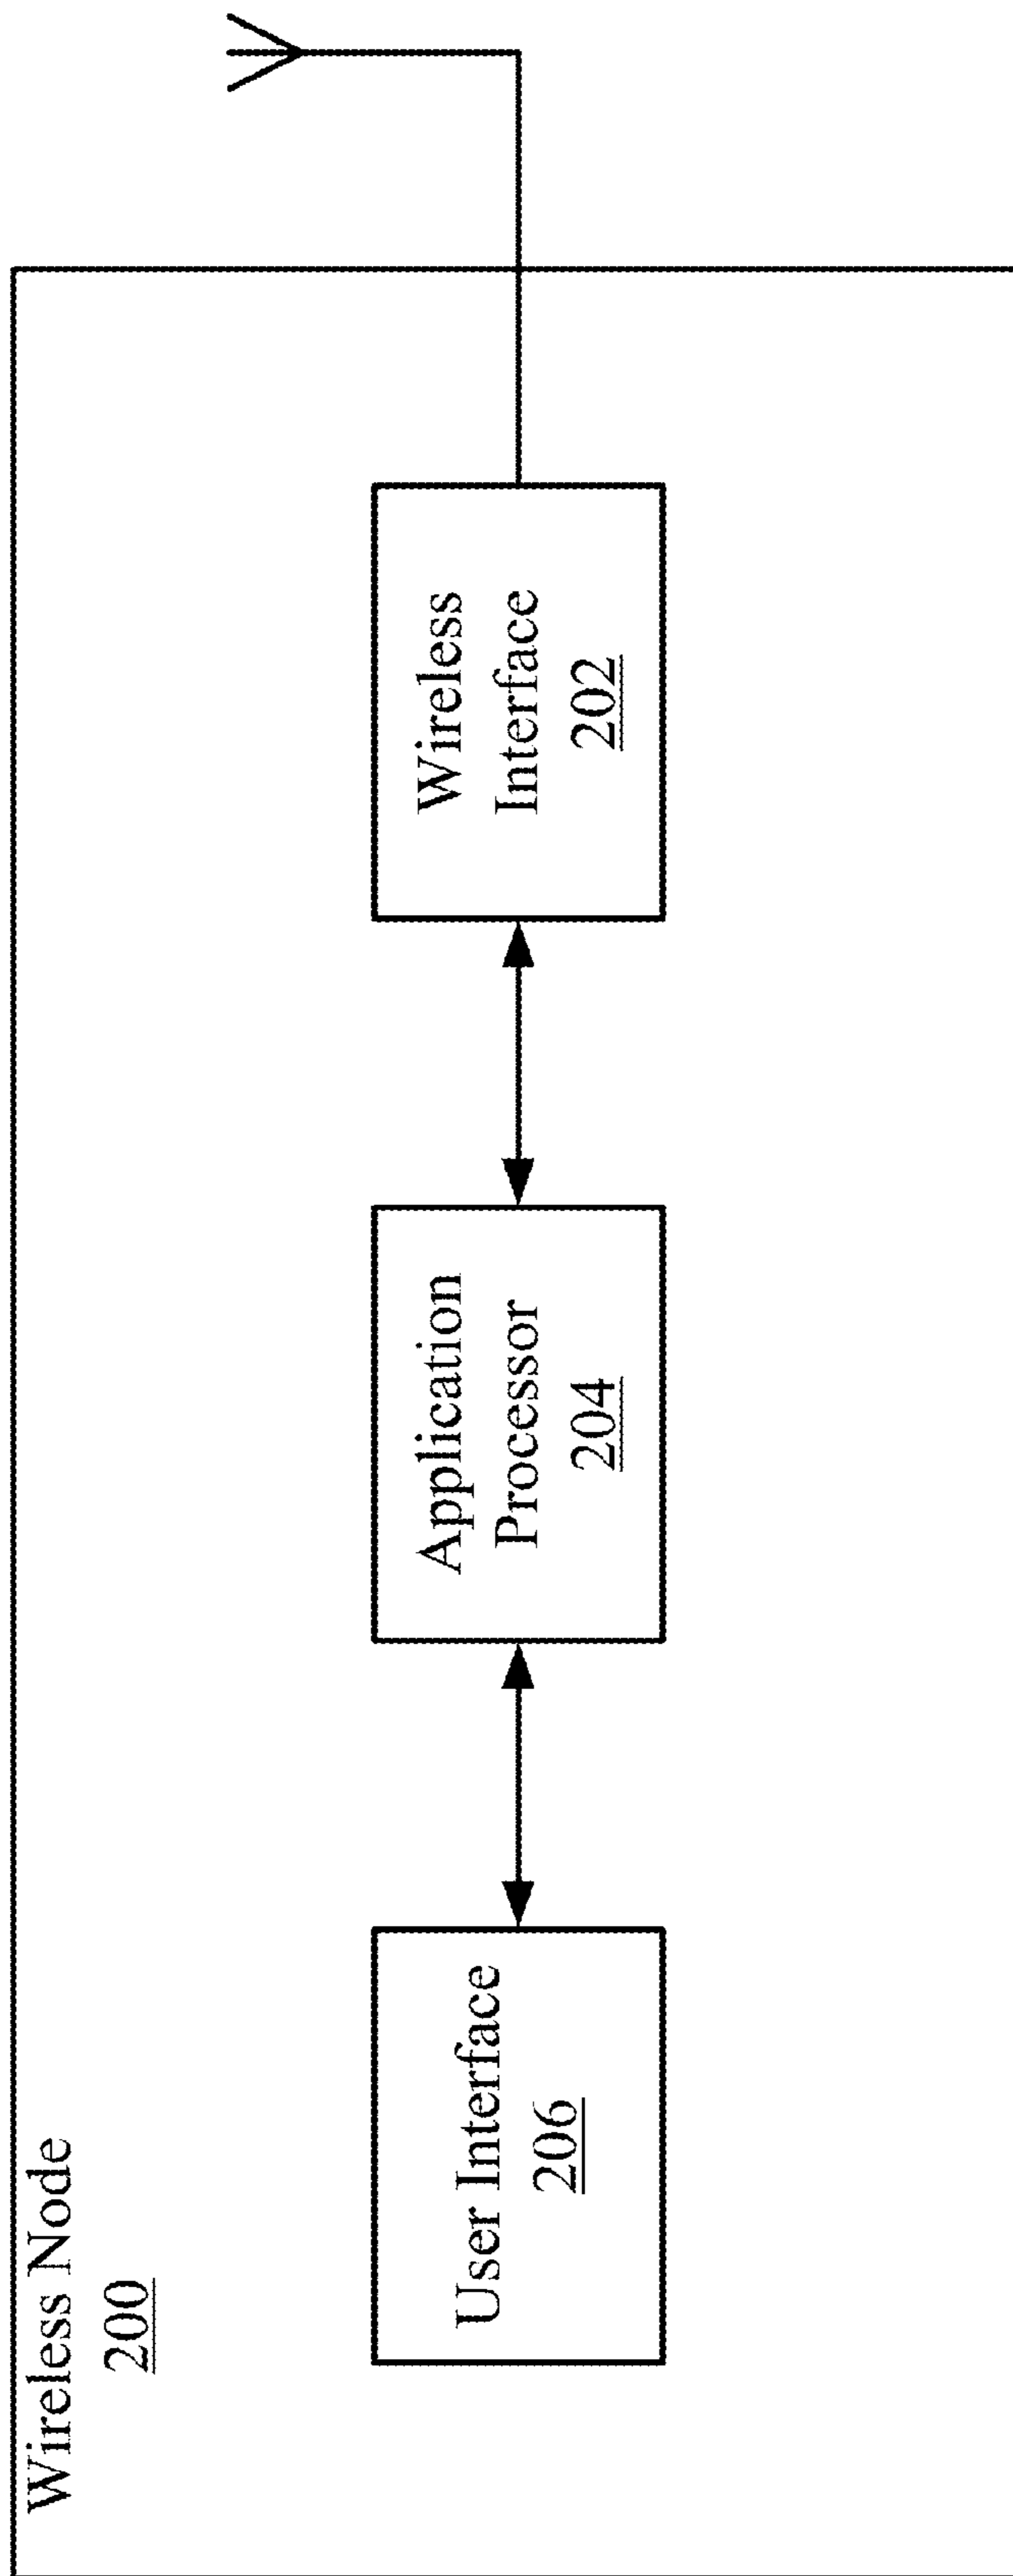 Wireless Node
200
User Interface
206
Application
Processor
204
Wireless
Interface
202